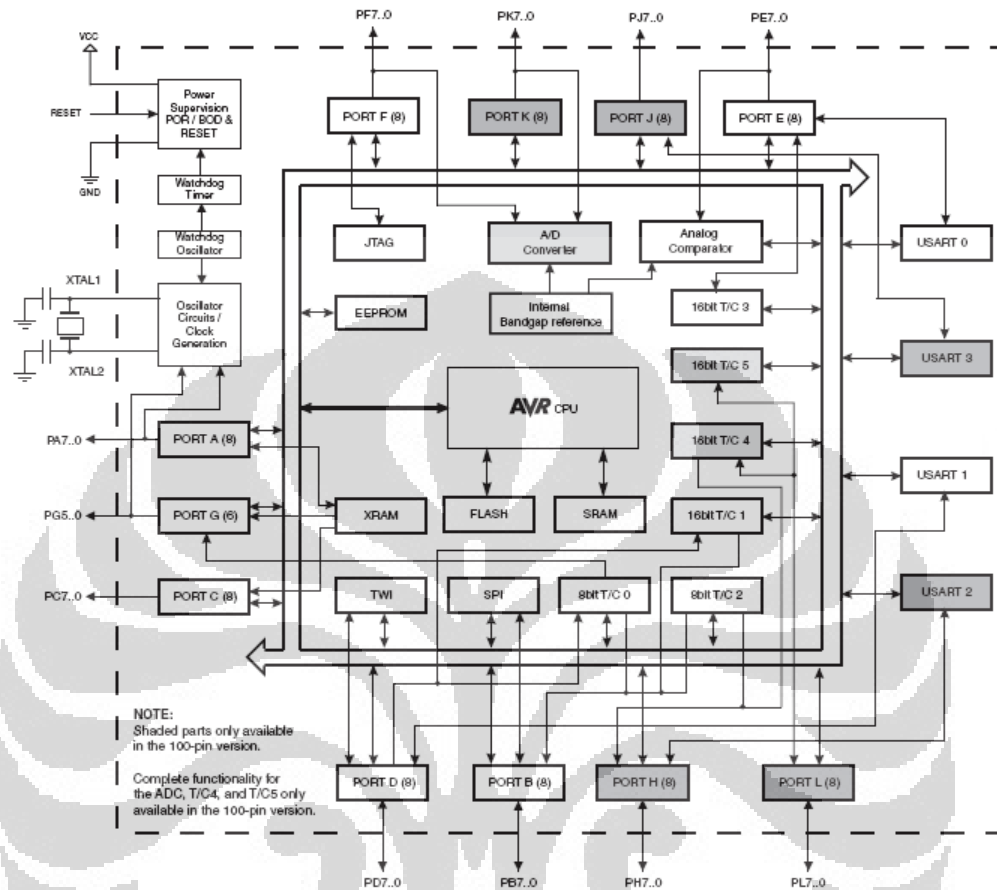 PF7..0
PK7..0
PJ7..0
PE7..0
VCC
RESET
GND
Power
Supervision
POR / BOD &
RESET
PORT F (8)
PORT K (8)
PORT J (8)
PORT E (8)
Watchdog
Timer
Watchdog
Oscillator
JTAG
A/D
Converter
Analog
Comparator
USART 0
XTAL1
XTAL2
Oscillator
Circuits /
Clock
Generation
EEPROM
Internal
Bandgap reference
16bit T/C 3
16bit T/C 5
USART 3
AVR CPU
PA7..0
PORT A (8)
16bit T/C 4
USART 1
PG5..0
PORT G (6)
XRAM
FLASH
SRAM
16bit T/C 1
PC7..0
PORT C (8)
TWI
SPI
8bit T/C 0
8bit T/C 2
USART 2
NOTE:
Shaded parts only available
in the 100-pin version.
Complete functionality for
the ADC, T/C4, and T/C5 only
available in the 100-pin version.
PORT D (8)
PORT B (8)
PORT H (8)
PORT L (8)
PD7..0
PB7..0
PH7..0
PL7..0